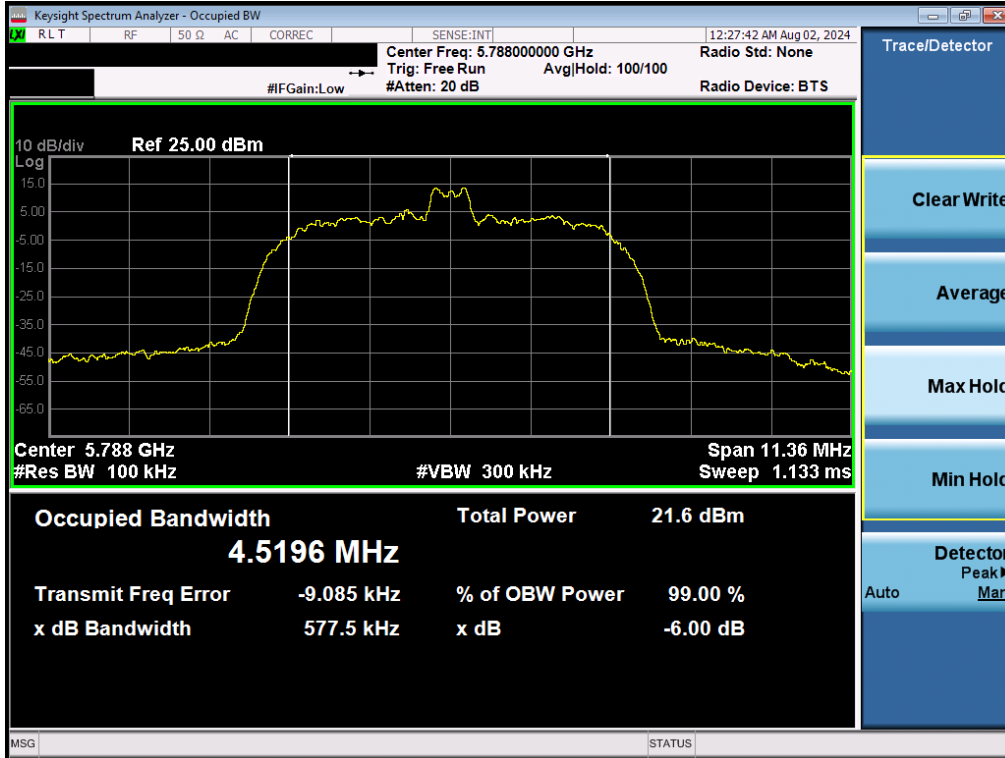 Keysight Spectrum Analyzer - Occupied BW
LXI RLT RF 50 Ω AC CORREC SENSE:INT 12:27:42 AM Aug 02, 2024
Center Freq: 5.788000000 GHz Radio Std: None
Trig: Free Run Avg|Hold: 100/100
#IFGain:Low #Atten: 20 dB Radio Device: BTS
10 dB/div Ref 25.00 dBm
Log
15.0
5.00
-5.00
-15.0
-25.0
-35.0
-45.0
-55.0
-65.0
Center 5.788 GHz Span 11.36 MHz
#Res BW 100 kHz #VBW 300 kHz Sweep 1.133 ms
Occupied Bandwidth Total Power 21.6 dBm
4.5196 MHz
Transmit Freq Error -9.085 kHz % of OBW Power 99.00 %
x dB Bandwidth 577.5 kHz x dB -6.00 dB
MSG STATUS
Trace/Detector
Clear Write
Average
Max Hold
Min Hold
Detector
Peak
Auto Man